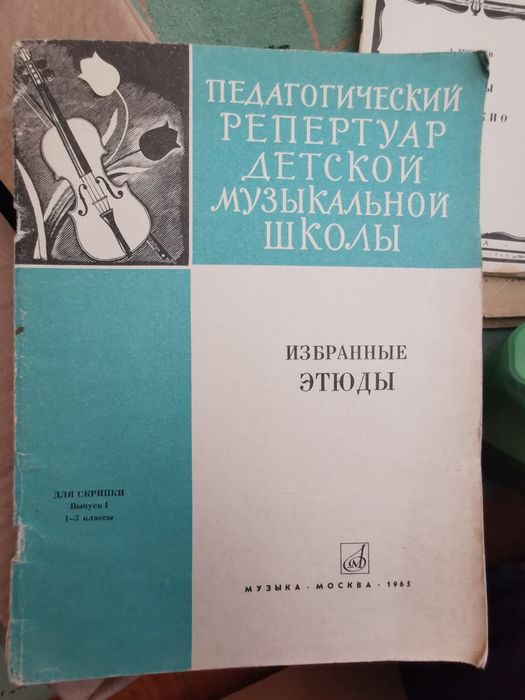 ПЕДАГОГИЧЕСКИЙ
РЕПЕРТУАР
ДЕТСКОЙ
МУЗЫКАЛЬНОЙ
ШКОЛЫ
ИЗБРАННЫЕ
ЭТЮДЫ
ДЛЯ СКРИПКИ
Выпуск I
1–3 классы
МУЗЫКА · МОСКВА · 1965